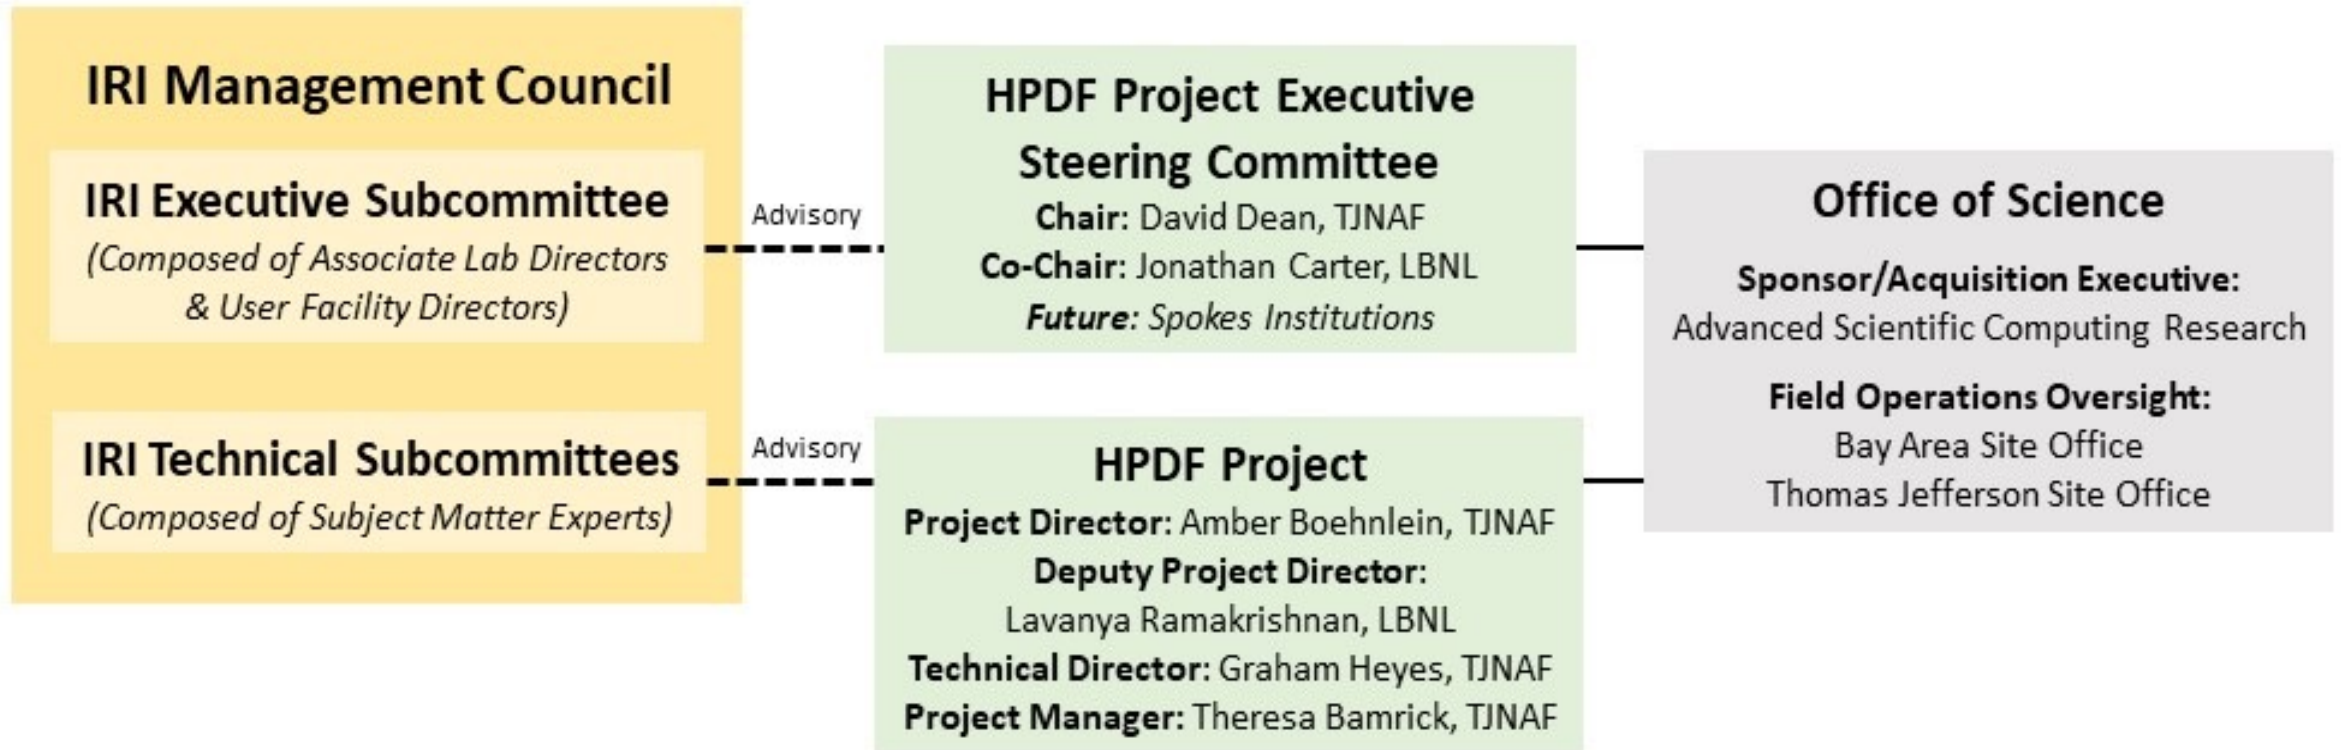 IRI Management Council
IRI Executive Subcommittee
(Composed of Associate Lab Directors
& User Facility Directors)
IRI Technical Subcommittees
(Composed of Subject Matter Experts)
Advisory
Advisory
HPDF Project Executive
Steering Committee
Chair: David Dean, TJNAF
Co-Chair: Jonathan Carter, LBNL
Future: Spokes Institutions
HPDF Project
Project Director: Amber Boehnlein, TJNAF
Deputy Project Director:
Lavanya Ramakrishnan, LBNL
Technical Director: Graham Heyes, TJNAF
Project Manager: Theresa Bamrick, TJNAF
Office of Science
Sponsor/Acquisition Executive:
Advanced Scientific Computing Research
Field Operations Oversight:
Bay Area Site Office
Thomas Jefferson Site Office